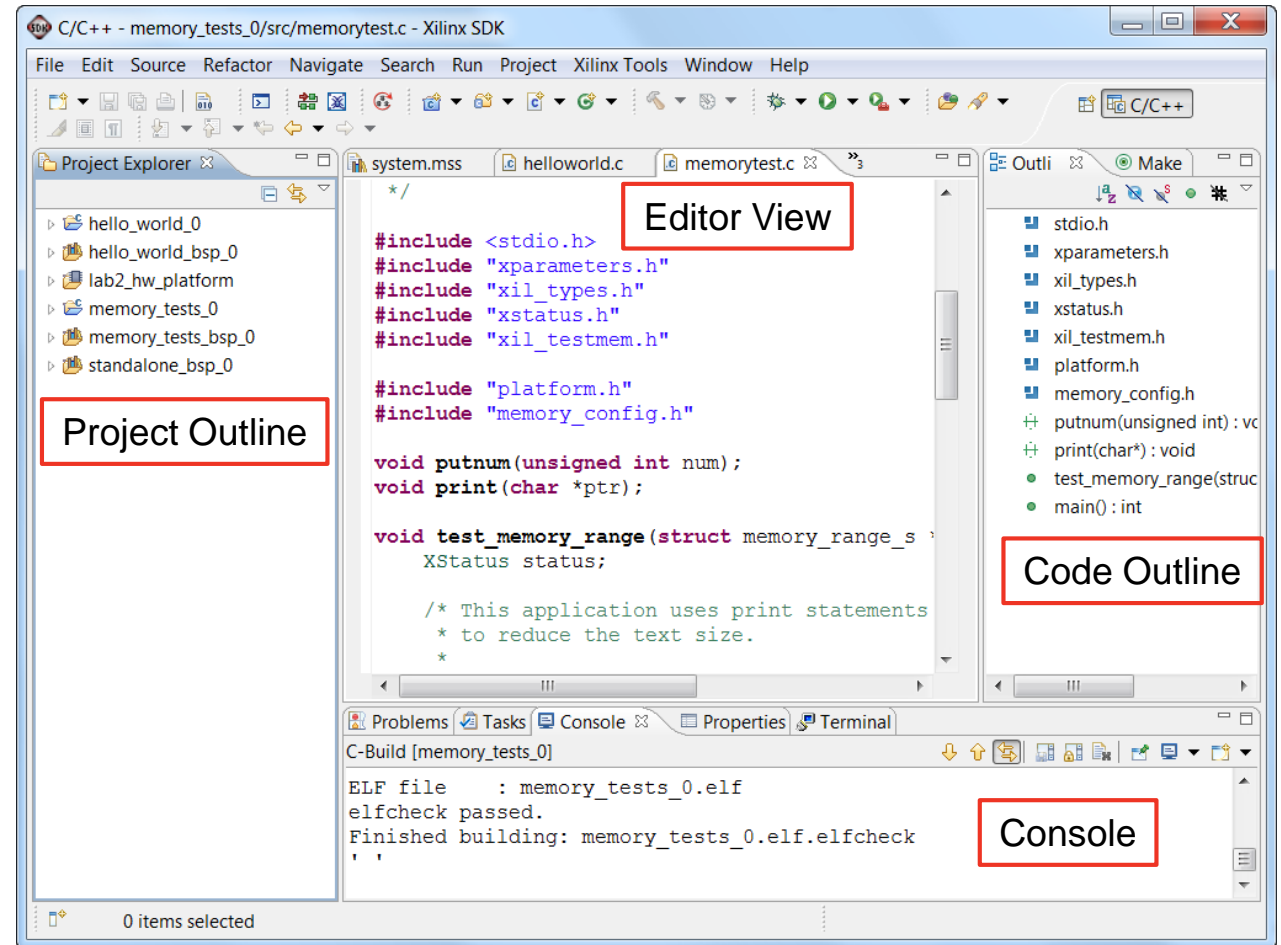 C/C++ - memory_tests_0/src/memorytest.c - Xilinx SDK
File Edit Source Refactor Navigate Search Run Project Xilinx Tools Window Help
C/C++
Project Explorer
hello_world_0
hello_world_bsp_0
lab2_hw_platform
memory_tests_0
memory_tests_bsp_0
standalone_bsp_0
Project Outline
system.mss helloworld.c memorytest.c »3
*/
Editor View
#include <stdio.h>
#include "xparameters.h"
#include "xil_types.h"
#include "xstatus.h"
#include "xil_testmem.h"
#include "platform.h"
#include "memory_config.h"
void putnum(unsigned int num);
void print(char *ptr);
void test_memory_range(struct memory_range_s
XStatus status;
/* This application uses print statements
* to reduce the text size.
*
Outli Make
stdio.h
xparameters.h
xil_types.h
xstatus.h
xil_testmem.h
platform.h
memory_config.h
putnum(unsigned int) : vc
print(char*) : void
test_memory_range(struc
main() : int
Code Outline
Problems Tasks Console Properties Terminal
C-Build [memory_tests_0]
ELF file : memory_tests_0.elf
elfcheck passed.
Finished building: memory_tests_0.elf.elfcheck
' '
Console
0 items selected